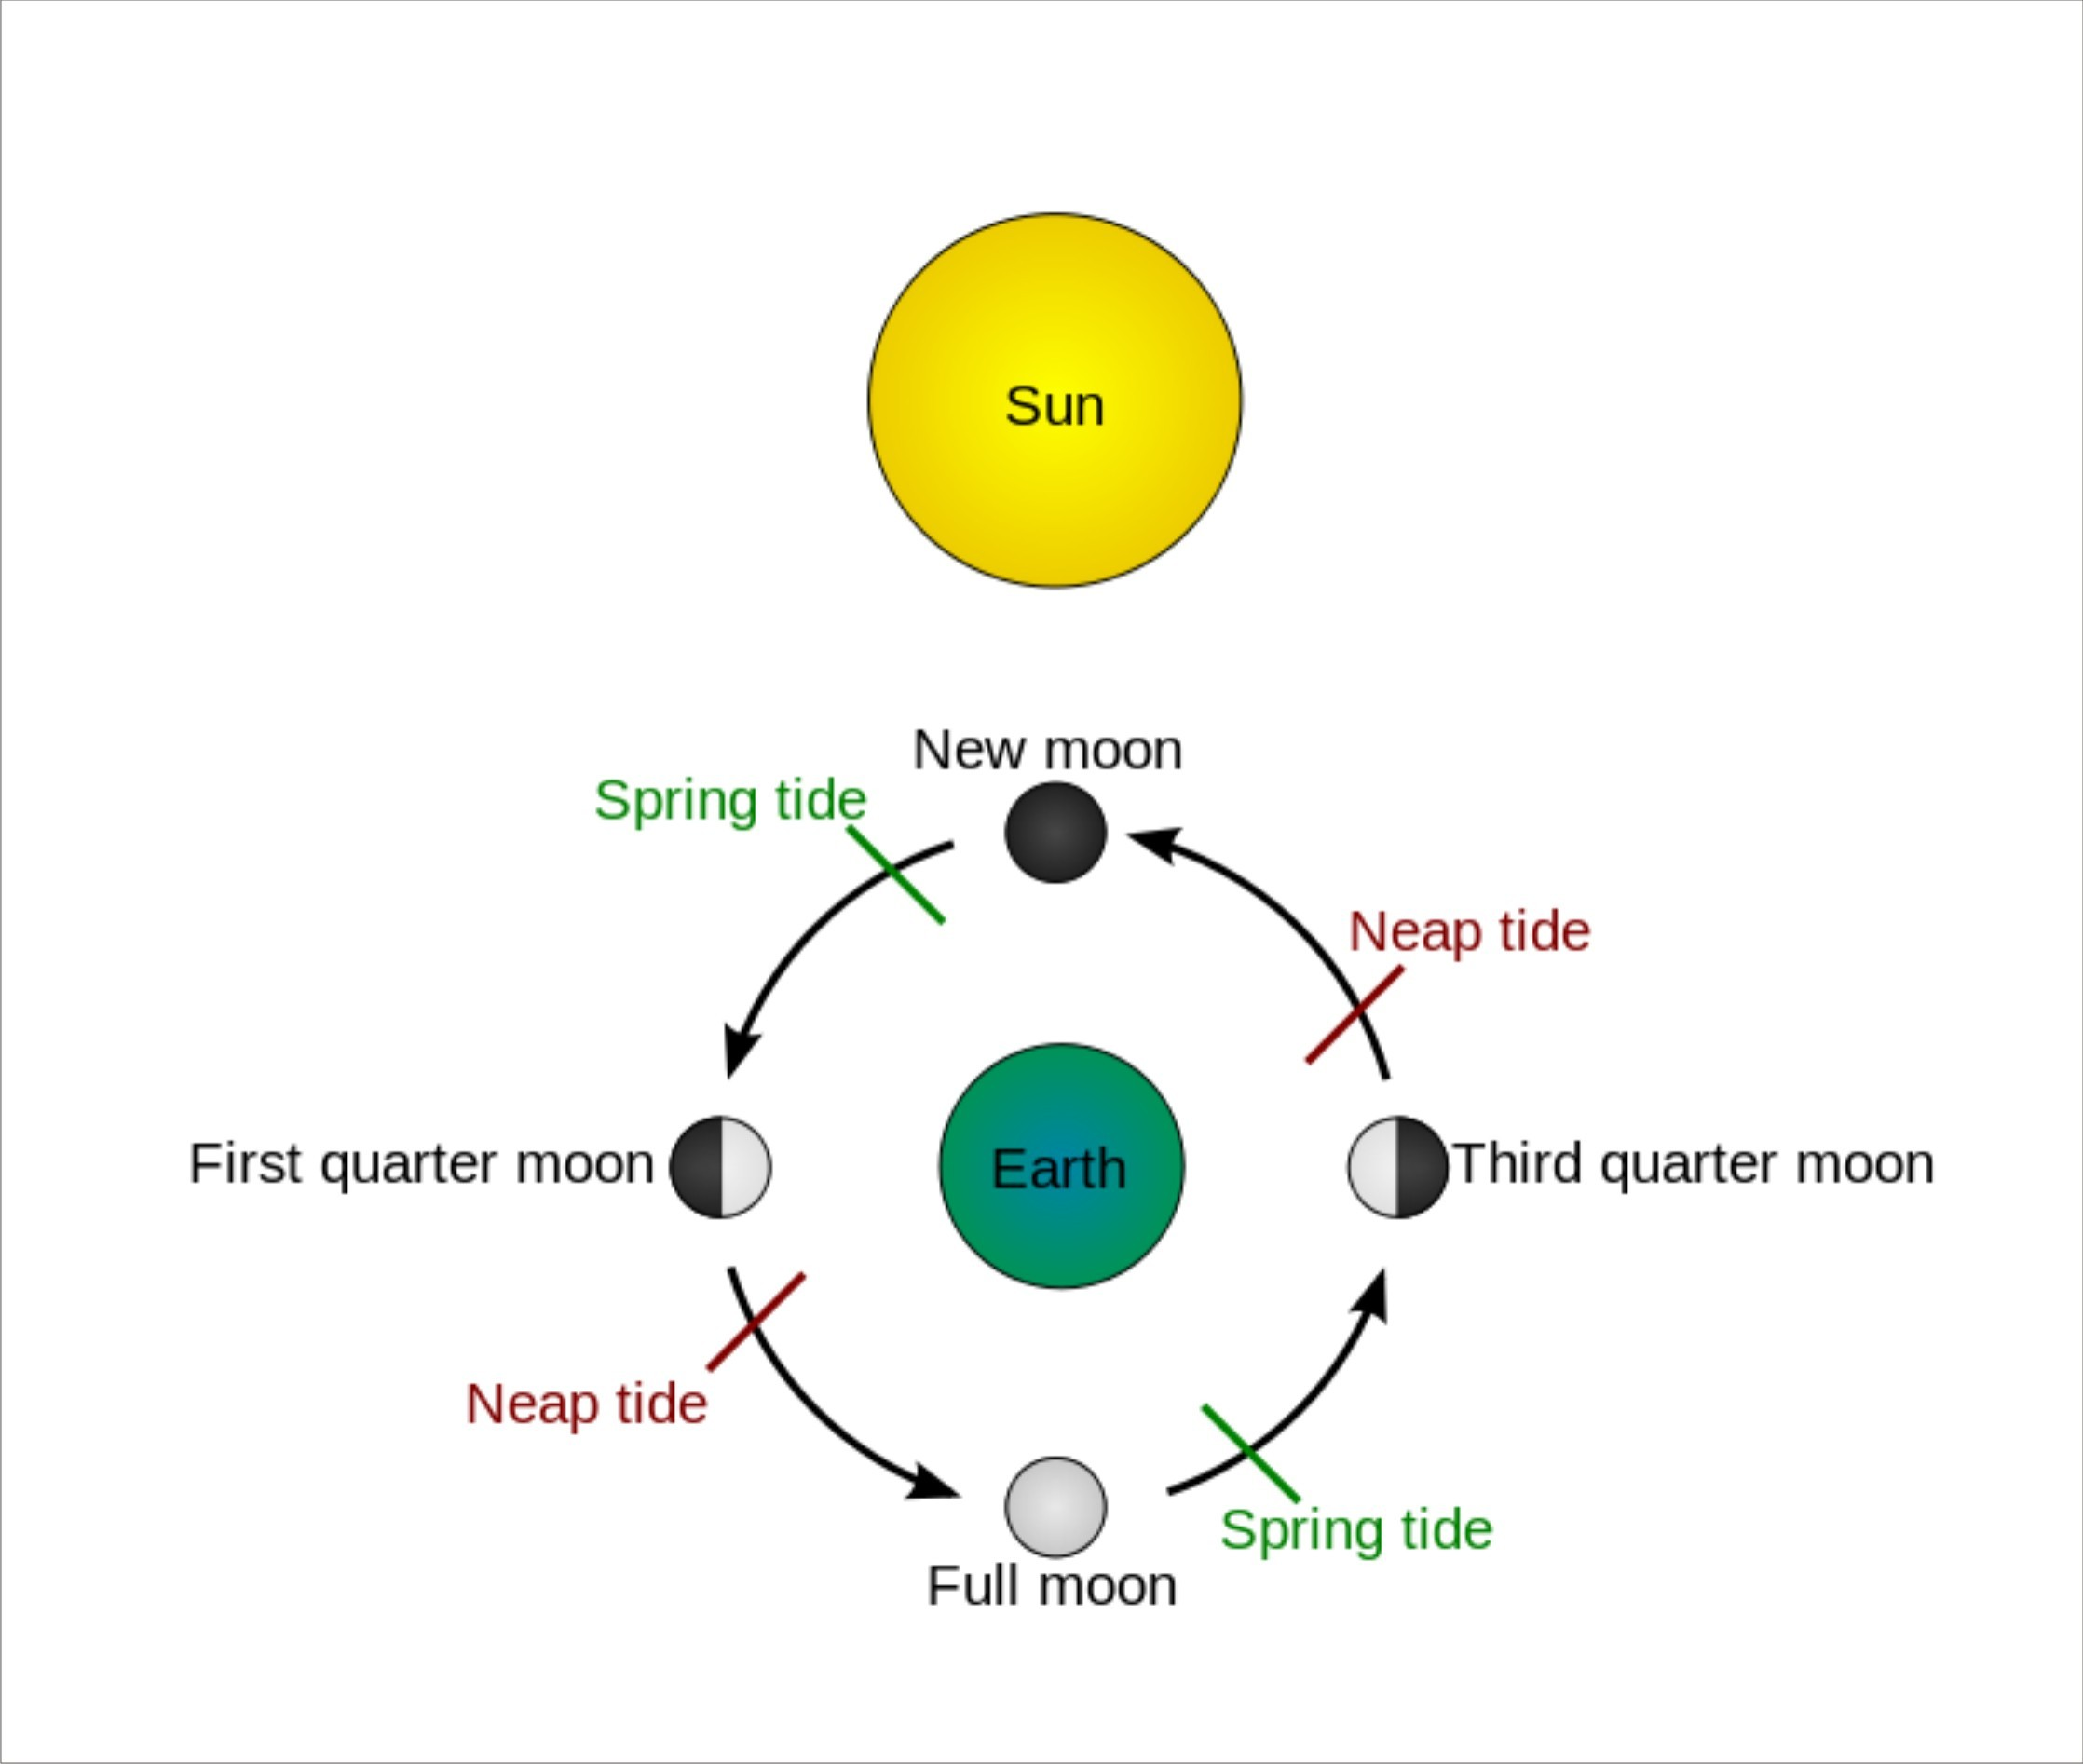 Sun
New moon
Spring tide
Neap tide
First quarter moon
Earth
Third quarter moon
Neap tide
Spring tide
Full moon